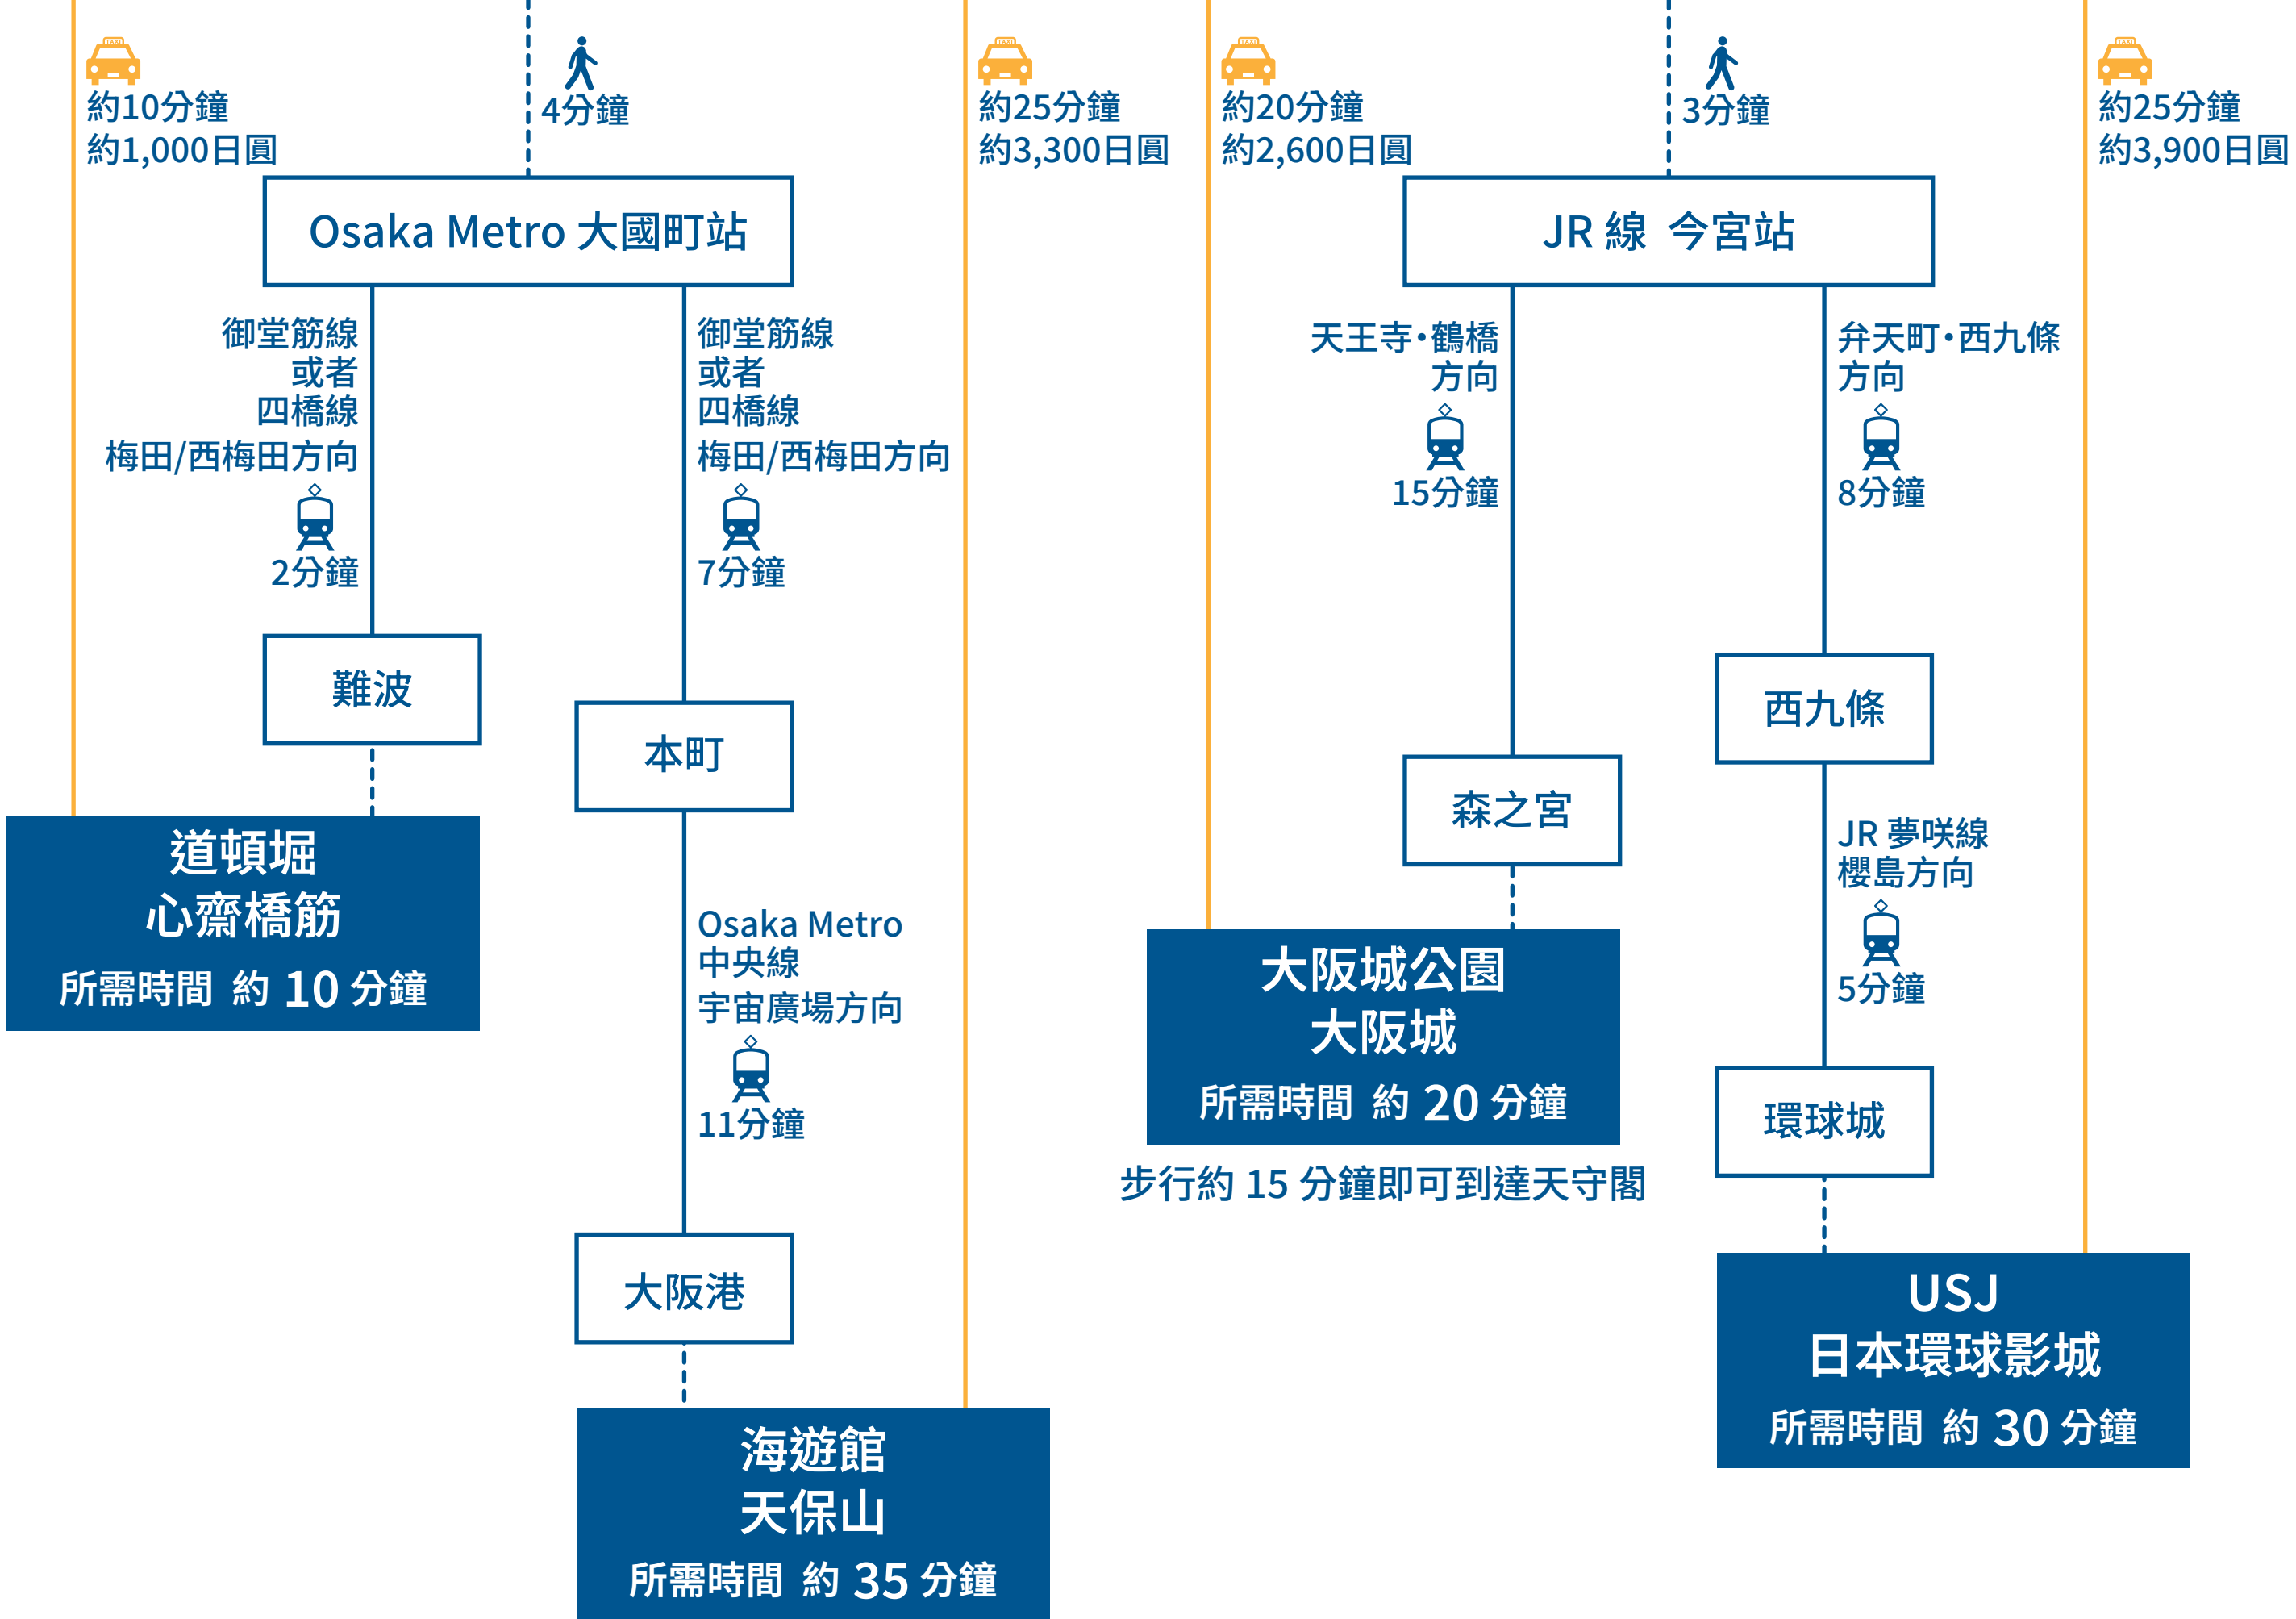 TAXI
約10分鐘
約1,000日圓
4分鐘
TAXI
約25分鐘
約3,300日圓
Osaka Metro 大國町站
御堂筋線
或者
四橋線
梅田/西梅田方向
2分鐘
御堂筋線
或者
四橋線
梅田/西梅田方向
7分鐘
難波
本町
道頓堀
心齋橋筋
所需時間 約 10 分鐘
Osaka Metro
中央線
宇宙廣場方向
11分鐘
大阪港
海遊館
天保山
所需時間 約 35 分鐘
TAXI
約20分鐘
約2,600日圓
3分鐘
TAXI
約25分鐘
約3,900日圓
JR 線 今宮站
天王寺・鶴橋
方向
15分鐘
弁天町・西九條
方向
8分鐘
西九條
森之宮
JR 夢咲線
櫻島方向
5分鐘
大阪城公園
大阪城
所需時間 約 20 分鐘
步行約 15 分鐘即可到達天守閣
環球城
USJ
日本環球影城
所需時間 約 30 分鐘